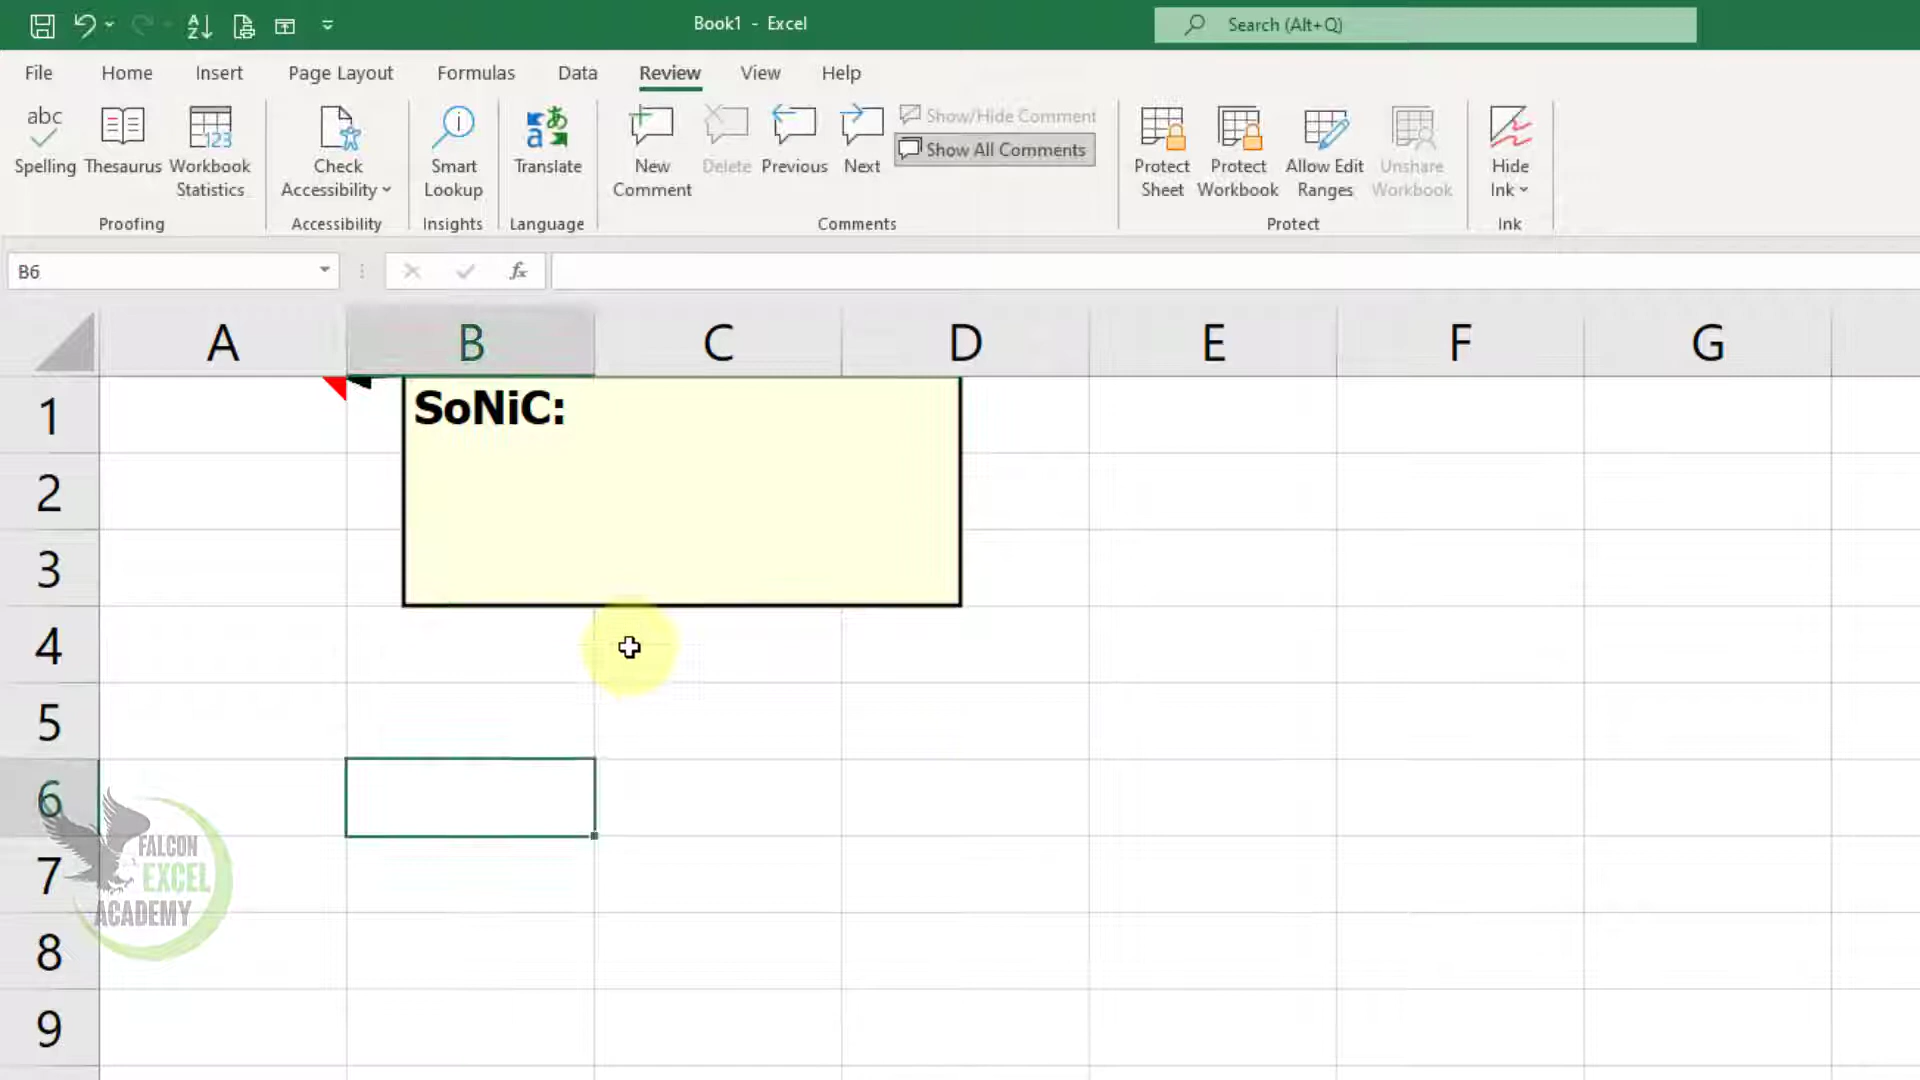 Book1 - Excel
Search (Alt+Q)
File Home Insert Page Layout Formulas Data Review View Help
abc
Spelling
Thesaurus
123
Workbook Statistics
Proofing
Check Accessibility
Accessibility
Smart Lookup
Insights
Translate
Language
New Comment
Delete
Previous
Next
Show/Hide Comment
Show All Comments
Comments
Protect Sheet
Protect Workbook
Allow Edit Ranges
Unshare Workbook
Protect
Hide Ink
Ink
B6
fx
A B C D E F G
1
SoNiC:
2
3
4
5
6
7
8
9
FALCON
EXCEL
ACADEMY